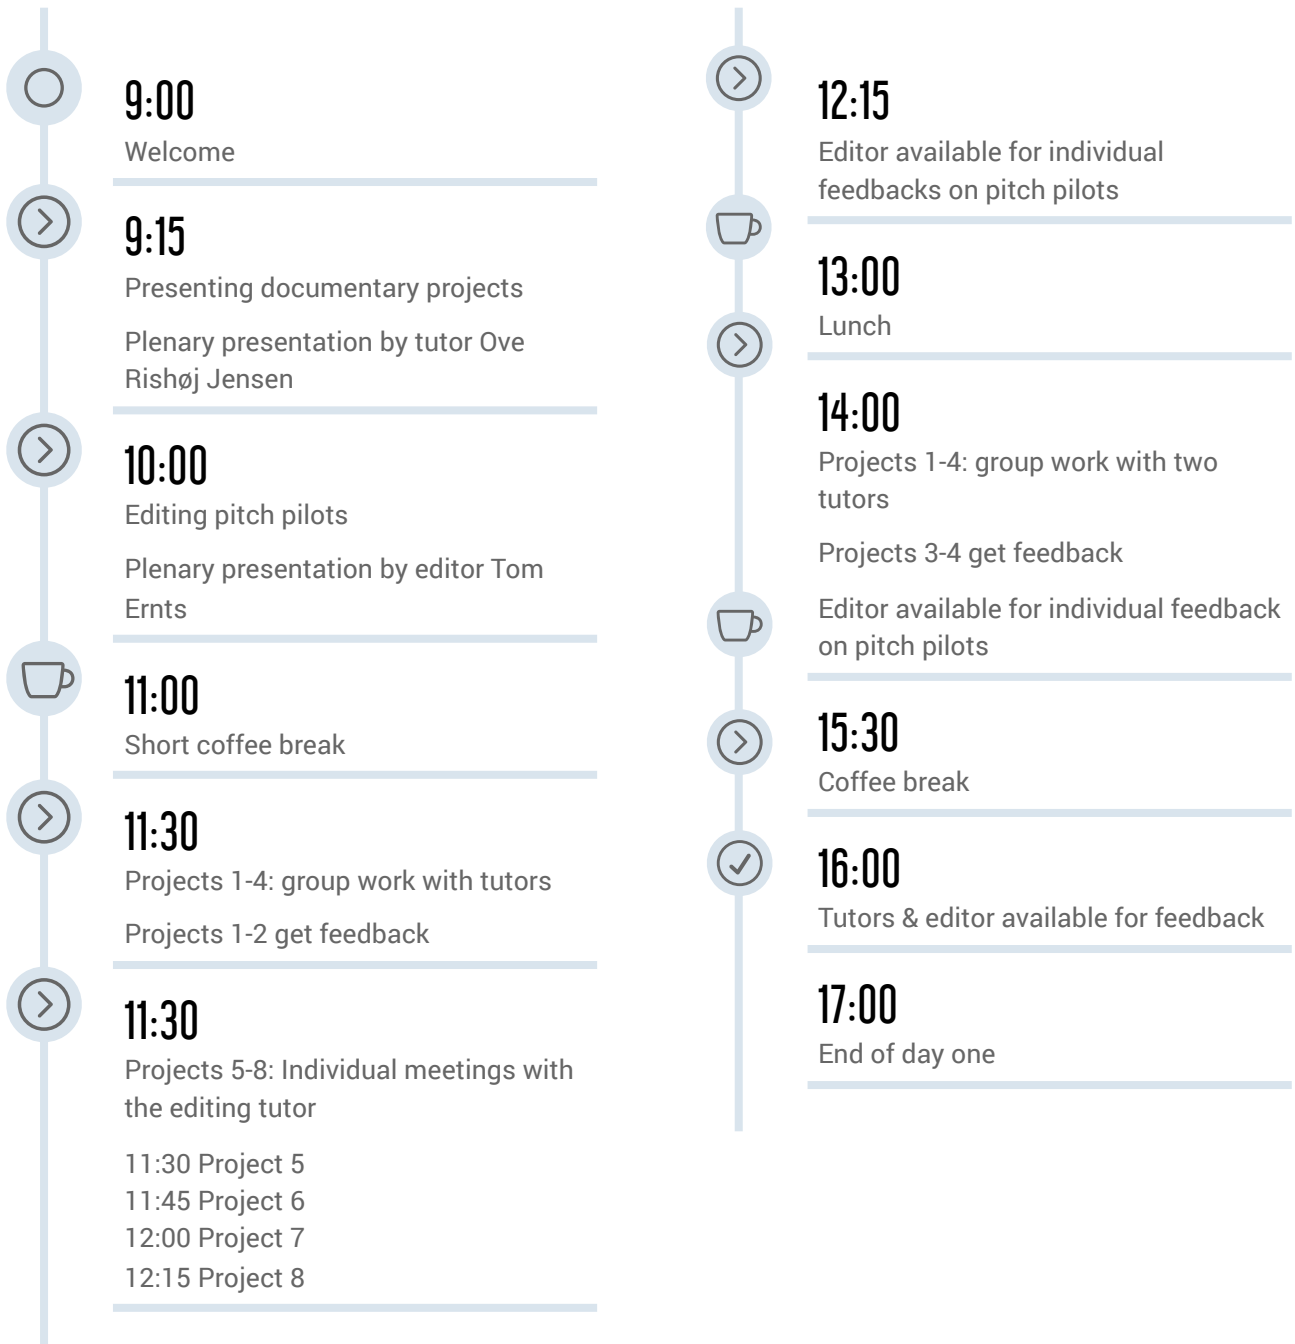 9:00
Welcome
9:15
Presenting documentary projects
Plenary presentation by tutor Ove
Rishøj Jensen
10:00
Editing pitch pilots
Plenary presentation by editor Tom
Ernts
11:00
Short coffee break
11:30
Projects 1-4: group work with tutors
Projects 1-2 get feedback
11:30
Projects 5-8: Individual meetings with
the editing tutor
11:30 Project 5
11:45 Project 6
12:00 Project 7
12:15 Project 8
12:15
Editor available for individual
feedbacks on pitch pilots
13:00
Lunch
14:00
Projects 1-4: group work with two
tutors
Projects 3-4 get feedback
Editor available for individual feedback
on pitch pilots
15:30
Coffee break
16:00
Tutors & editor available for feedback
17:00
End of day one